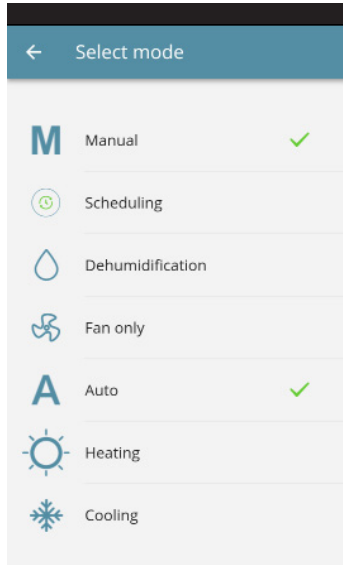 Select mode
M Manual
Scheduling
Dehumidification
Fan only
A Auto
Heating
Cooling